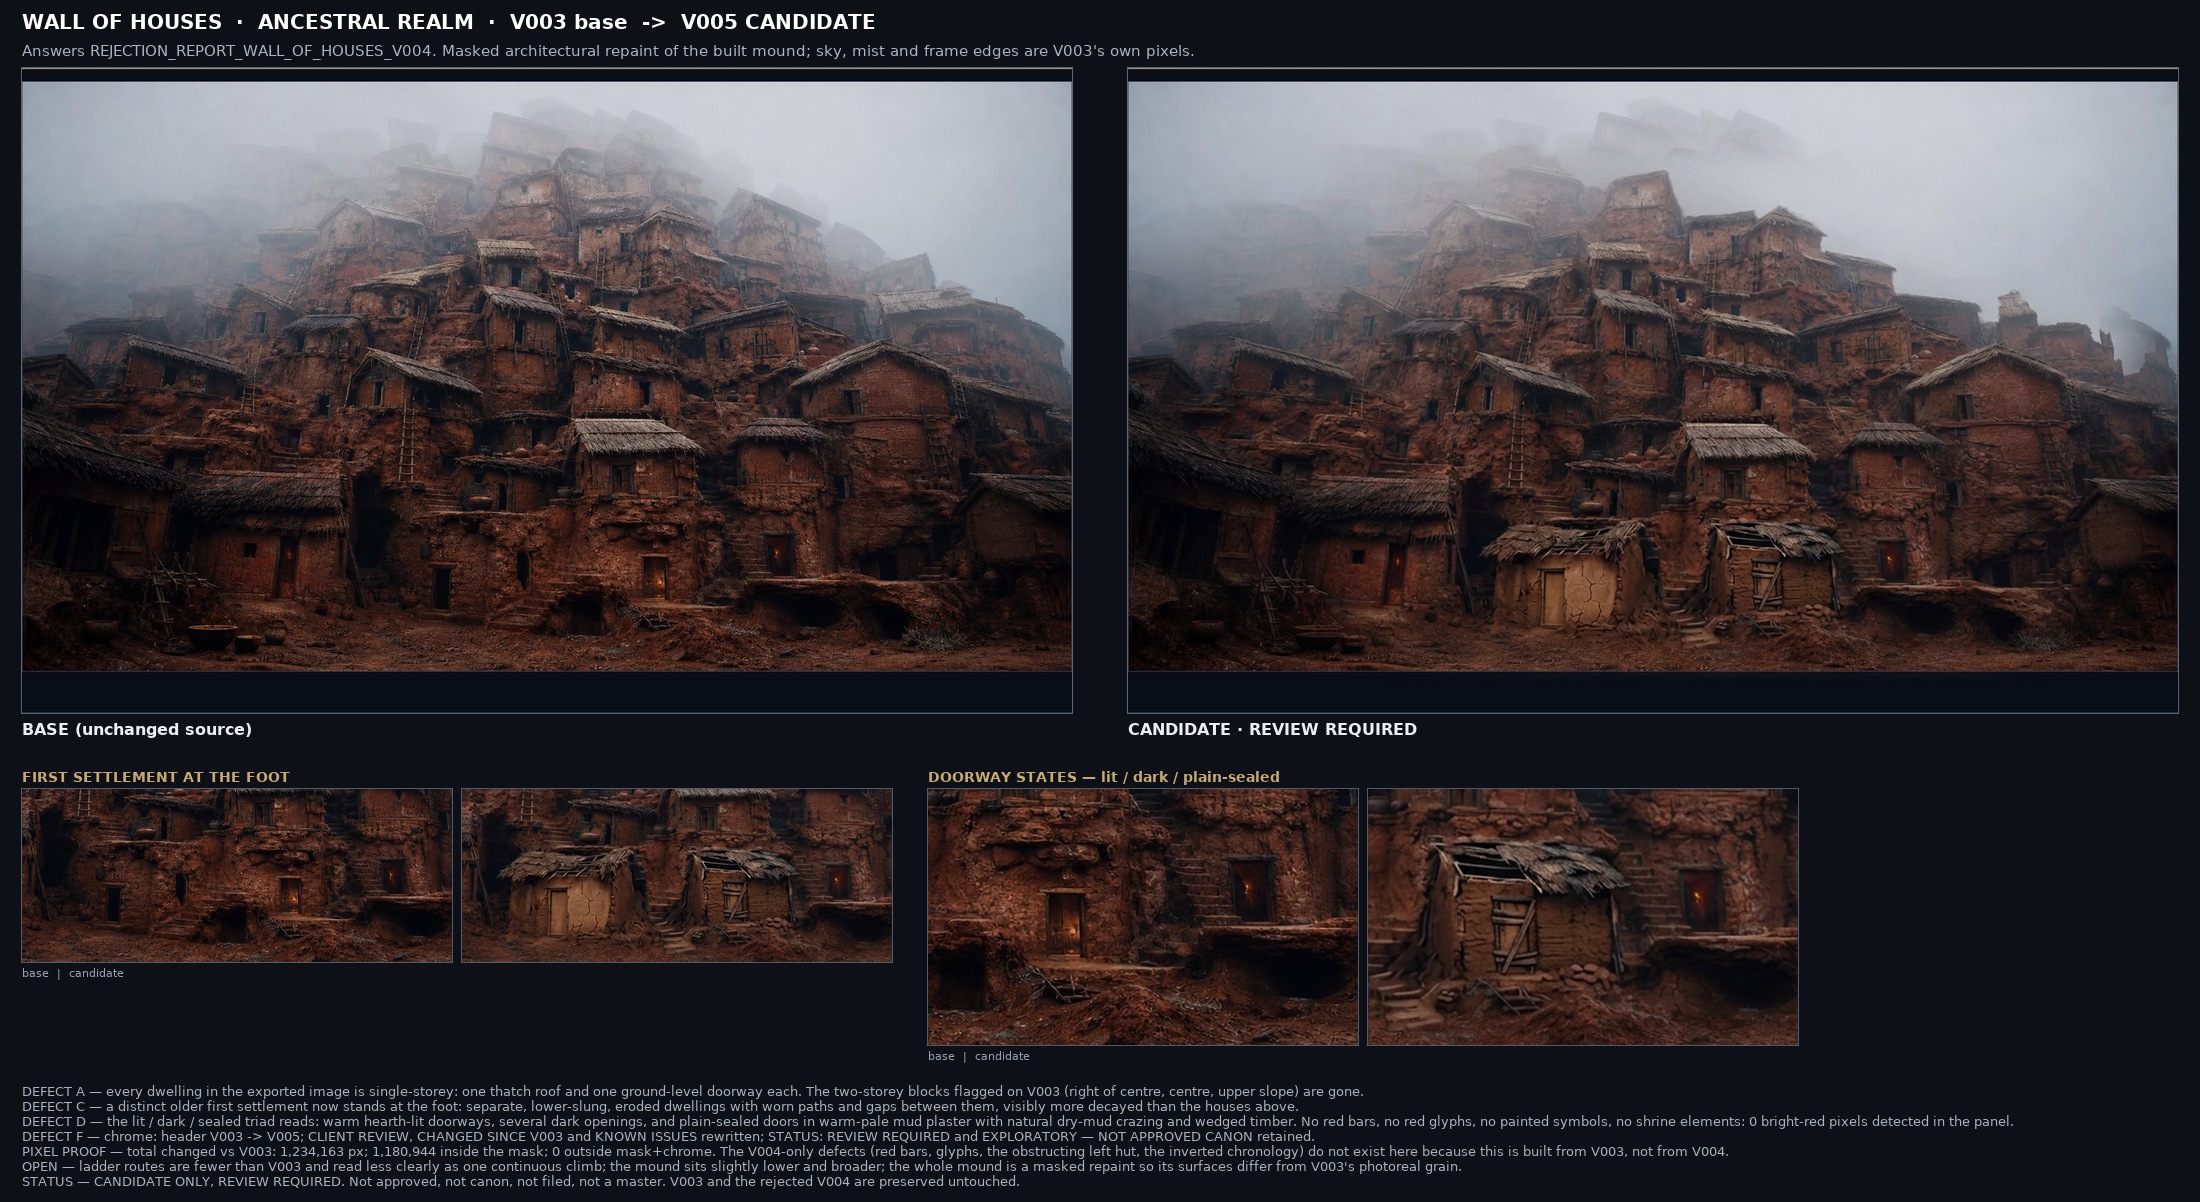 WALL OF HOUSES · ANCESTRAL REALM · V003 base -> V005 CANDIDATE
Answers REJECTION_REPORT_WALL_OF_HOUSES_V004. Masked architectural repaint of the built mound; sky, mist and frame edges are V003's own pixels.
BASE (unchanged source)
CANDIDATE · REVIEW REQUIRED
FIRST SETTLEMENT AT THE FOOT
DOORWAY STATES — lit / dark / plain-sealed
base | candidate
base | candidate
DEFECT A — every dwelling in the exported image is single-storey: one thatch roof and one ground-level doorway each. The two-storey blocks flagged on V003 (right of centre, centre, upper slope) are gone.
DEFECT C — a distinct older first settlement now stands at the foot: separate, lower-slung, eroded dwellings with worn paths and gaps between them, visibly more decayed than the houses above.
DEFECT D — the lit / dark / sealed triad reads: warm hearth-lit doorways, several dark openings, and plain-sealed doors in warm-pale mud plaster with natural dry-mud crazing and wedged timber. No red bars, no red glyphs, no painted symbols, no shrine elements: 0 bright-red pixels detected in the panel.
DEFECT F — chrome: header V003 -> V005; CLIENT REVIEW, CHANGED SINCE V003 and KNOWN ISSUES rewritten; STATUS: REVIEW REQUIRED and EXPLORATORY — NOT APPROVED CANON retained.
PIXEL PROOF — total changed vs V003: 1,234,163 px; 1,180,944 inside the mask; 0 outside mask+chrome. The V004-only defects (red bars, glyphs, the obstructing left hut, the inverted chronology) do not exist here because this is built from V003, not from V004.
OPEN — ladder routes are fewer than V003 and read less clearly as one continuous climb; the mound sits slightly lower and broader; the whole mound is a masked repaint so its surfaces differ from V003's photoreal grain.
STATUS — CANDIDATE ONLY, REVIEW REQUIRED. Not approved, not canon, not filed, not a master. V003 and the rejected V004 are preserved untouched.